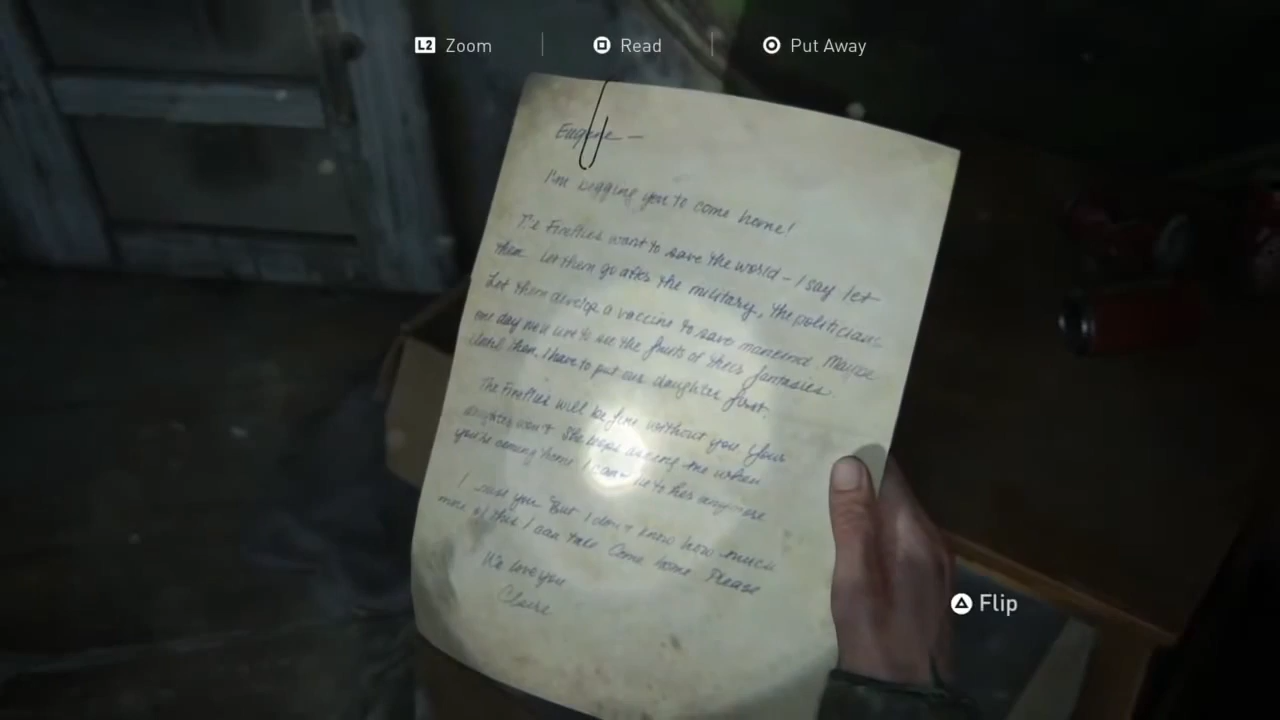 L2 Zoom
Read
Put Away
Eugene —
I'm begging you to come home!
The Fireflies want to save the world – I say let
them. Let them go after the military, the politicians.
Let them develop a vaccine to save mankind. Maybe
one day we'll live to see the fruits of their fantasies.
Until then, I have to put our daughter first.
The Fireflies will be fine without you. Your
daughter won't. She keeps asking me when
you're coming home. I can't lie to her anymore
I miss you. But I don't know how much
more of this I can take. Come home. Please
We love you
Claire
Flip